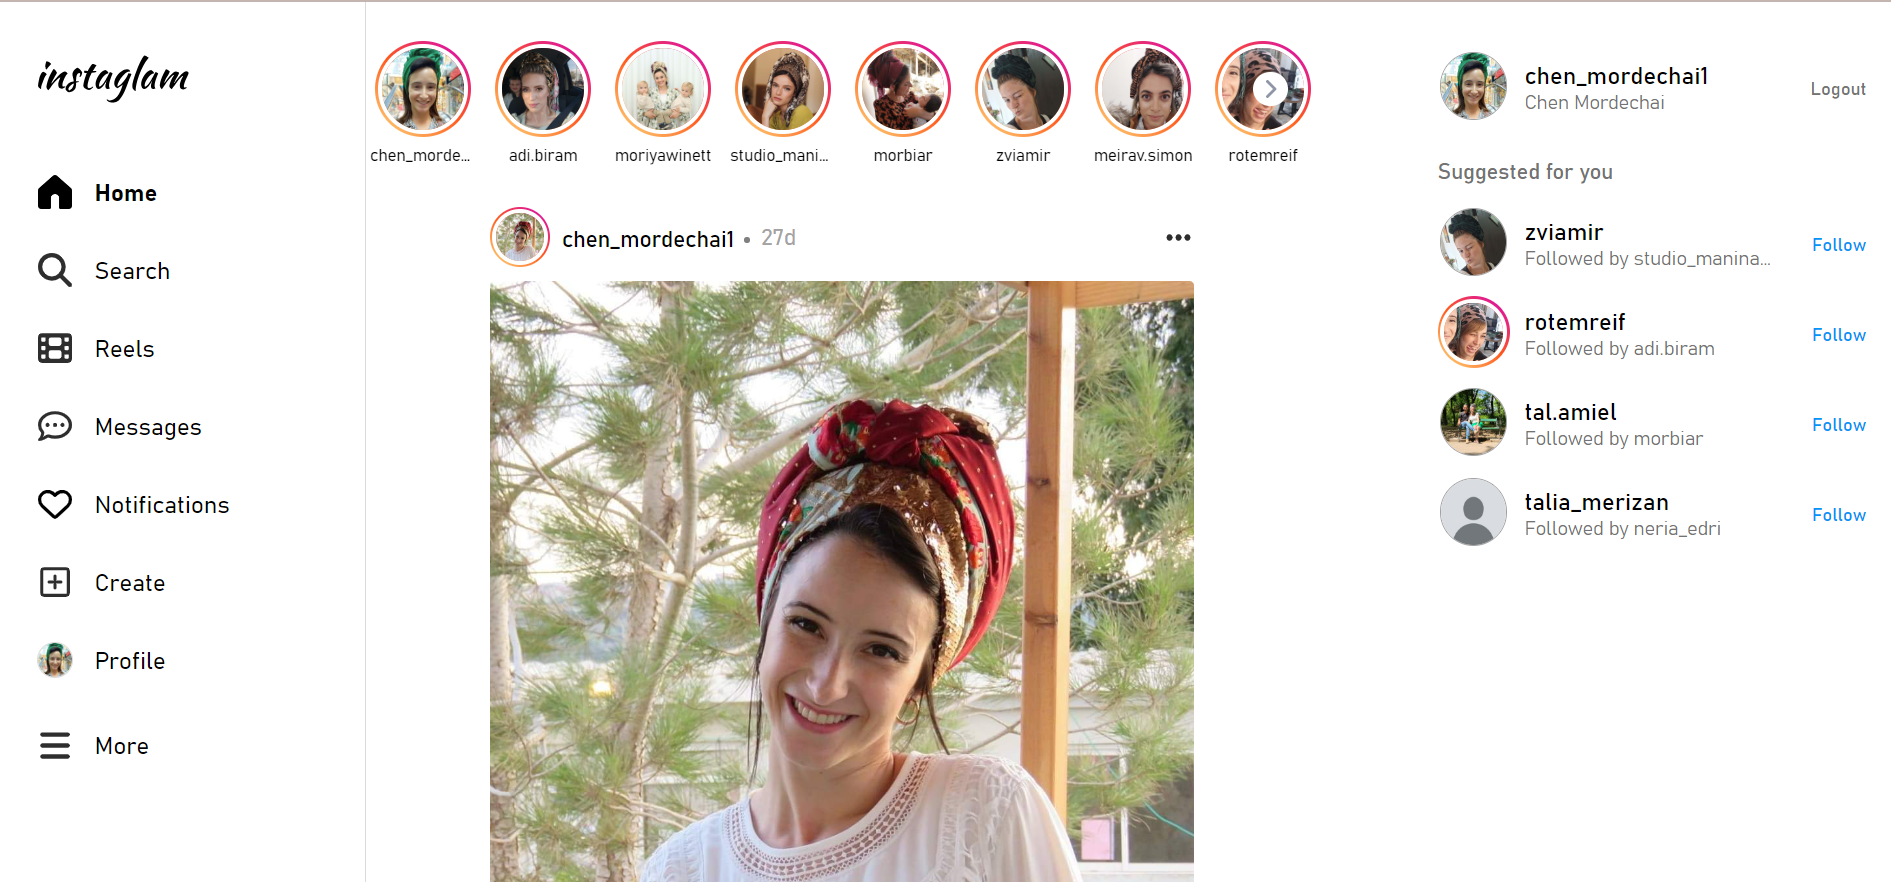 instaglam
Home
Search
Reels
Messages
Notifications
Create
Profile
More
chen_morde...
adi.biram
moriyawinett
studio_mani...
morbiar
zviamir
meirav.simon
rotemreif
chen_mordechai1 • 27d
chen_mordechai1
Chen Mordechai
Logout
Suggested for you
zviamir
Followed by studio_manina...
Follow
rotemreif
Followed by adi.biram
Follow
tal.amiel
Followed by morbiar
Follow
talia_merizan
Followed by neria_edri
Follow